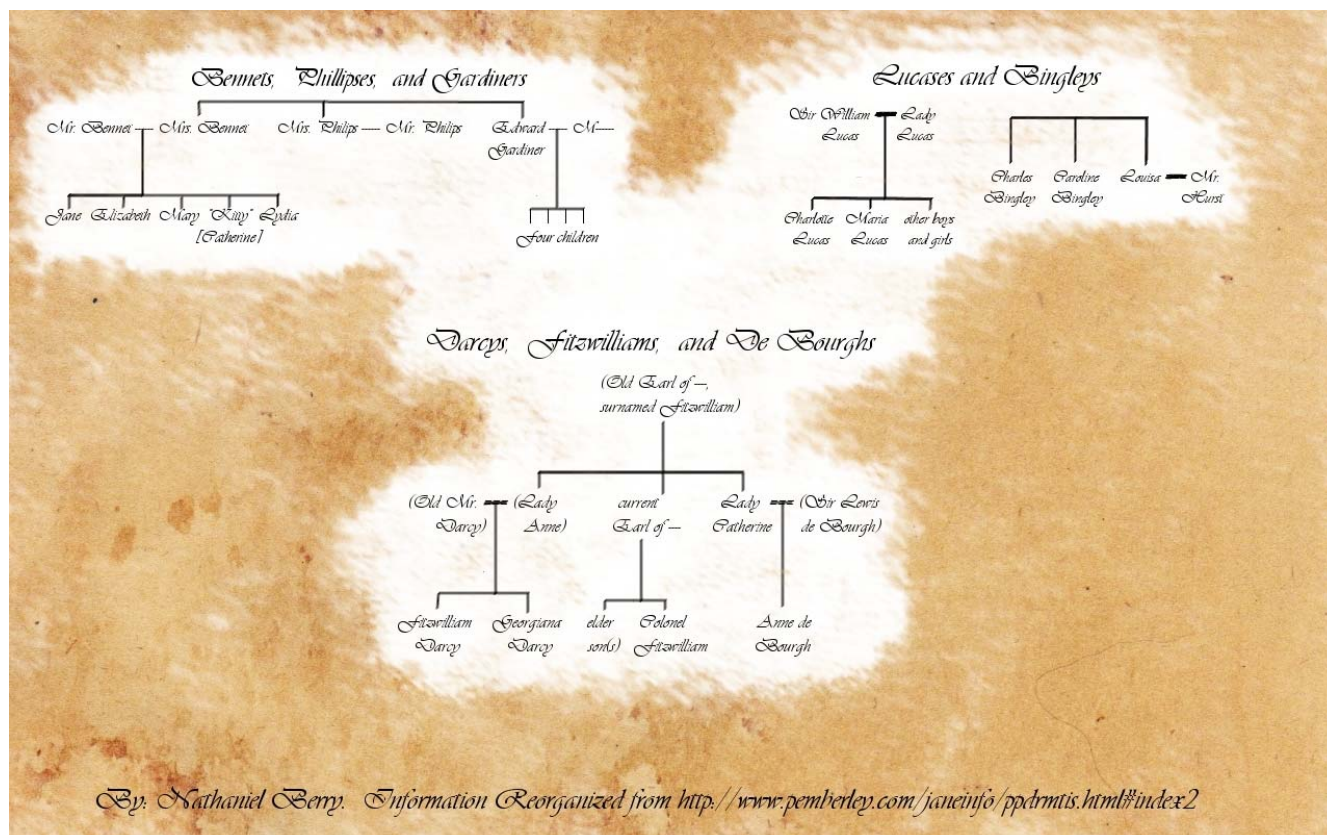 Bennets, Phillipses, and Gardiners
Mr. Bennet — Mrs. Bennet Mrs. Philips — Mr. Philips Edward Gardiner — M——
Jane Elizabeth Mary "Kitty" [Catherine] Lydia
Four children
Lucases and Bingleys
Sir William Lucas Lady Lucas
Charlotte Lucas Maria Lucas other boys and girls
Charles Bingley Caroline Bingley Louisa Mr. Hurst
Darcys, Fitzwilliams, and De Bourghs
(Old Earl of —,
surnamed Fitzwilliam)
(Old Mr. Darcy) (Lady Anne) current Earl of — Lady Catherine (Sir Lewis de Bourgh)
Fitzwilliam Darcy Georgiana Darcy elder son(s) Colonel Fitzwilliam Anne de Bourgh
By: Nathaniel Berry. Information Reorganized from http://www.pemberley.com/janeinfo/ppdrmtis.html#index2